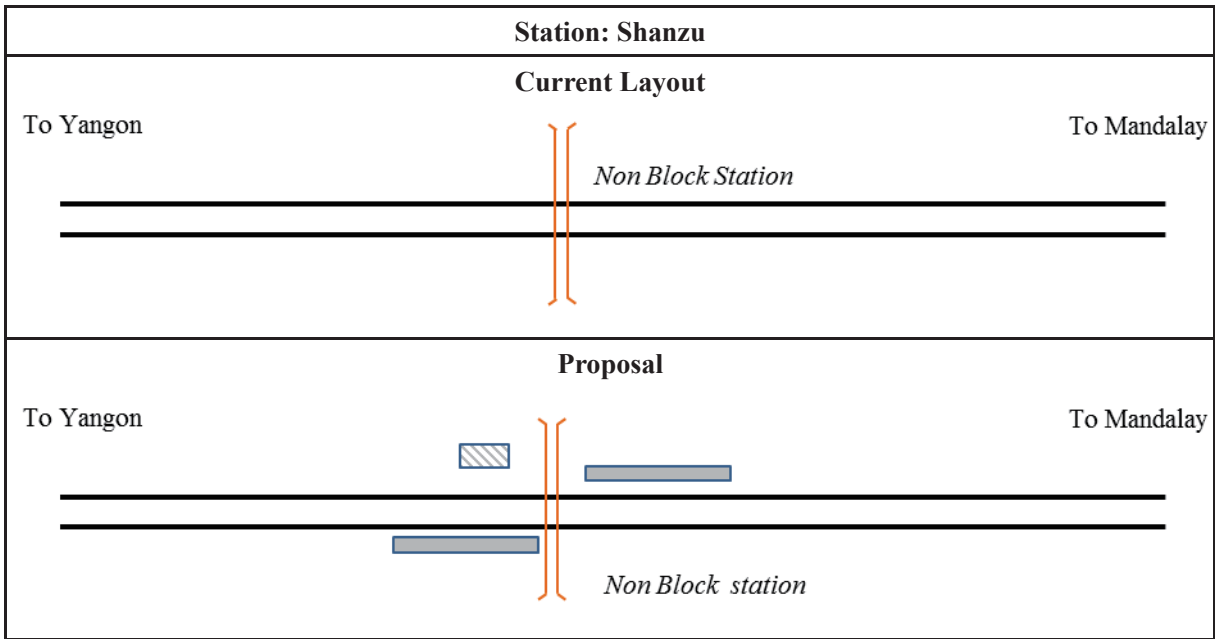 Station: Shanzu
Current Layout
To Yangon
To Mandalay
Non Block Station
Proposal
To Yangon
To Mandalay
Non Block station